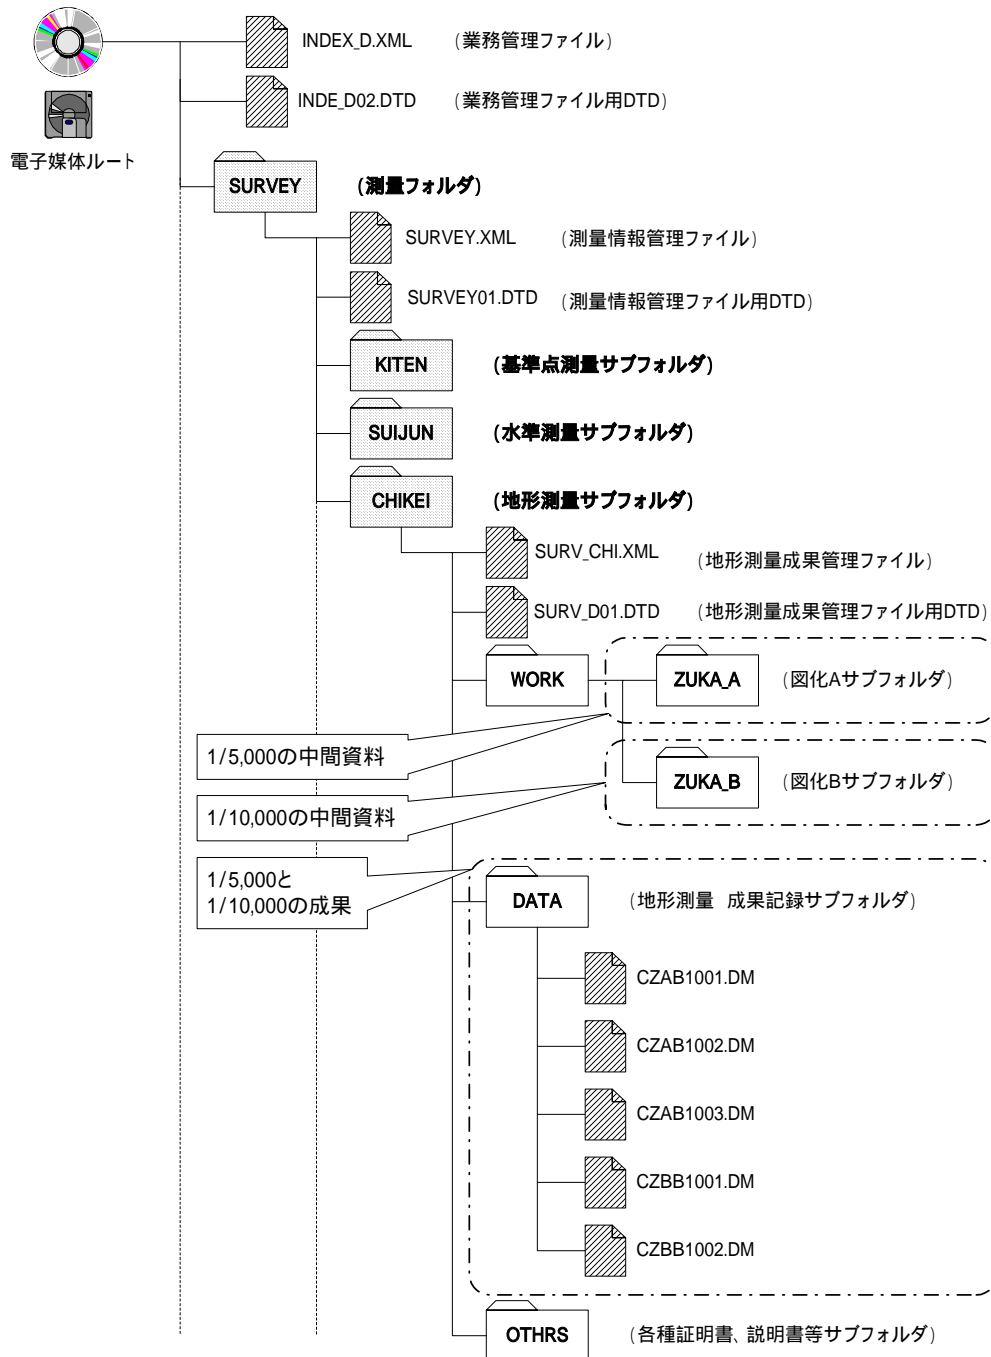 INDEX_D.XML (業務管理ファイル)
INDE_D02.DTD (業務管理ファイル用DTD)
電子媒体ルート
SURVEY (測量フォルダ)
SURVEY.XML (測量情報管理ファイル)
SURVEY01.DTD (測量情報管理ファイル用DTD)
KITEN (基準点測量サブフォルダ)
SUIJUN (水準測量サブフォルダ)
CHIKEI (地形測量サブフォルダ)
SURV_CHI.XML (地形測量成果管理ファイル)
SURV_D01.DTD (地形測量成果管理ファイル用DTD)
WORK ZUKA_A (図化Aサブフォルダ)
1/5,000の中間資料
ZUKA_B (図化Bサブフォルダ)
1/10,000の中間資料
1/5,000と
1/10,000の成果
DATA (地形測量 成果記録サブフォルダ)
CZAB1001.DM
CZAB1002.DM
CZAB1003.DM
CZBB1001.DM
CZBB1002.DM
OTHRS (各種証明書、説明書等サブフォルダ)